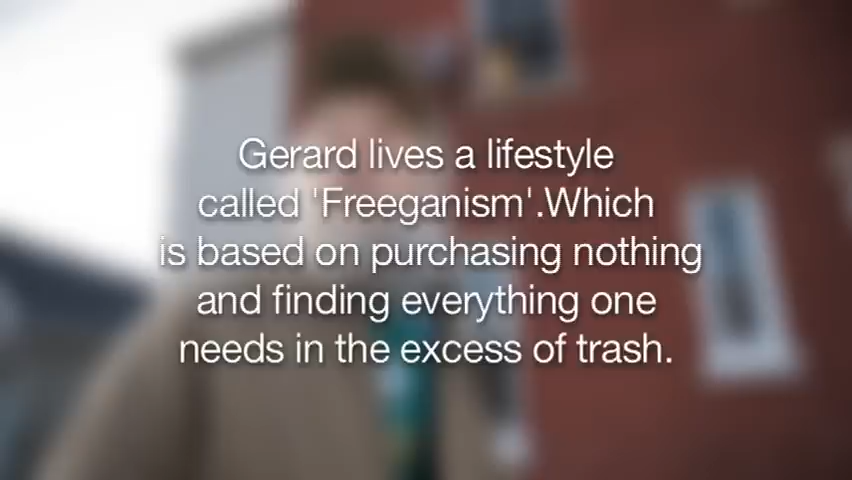 Gerard lives a lifestyle
called 'Freeganism'.Which
is based on purchasing nothing
and finding everything one
needs in the excess of trash.